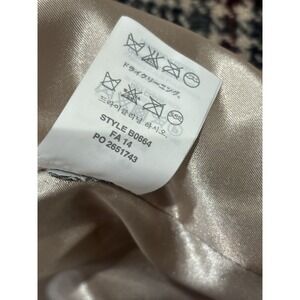 ドライクリーニング。
드라이클리닝 하시오.
STYLE B0664
FA 14
PO 2651743